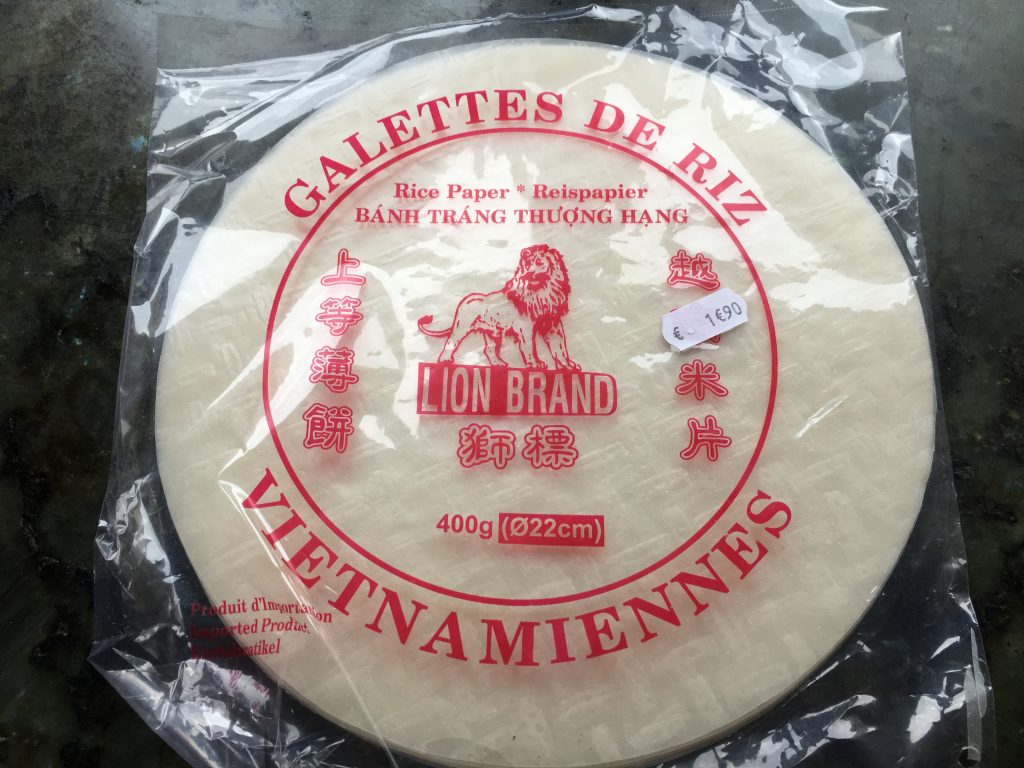 GALETTES DE RIZ
Rice Paper * Reispapier
BÁNH TRÁNG THƯỢNG HẠNG
上等薄餅
越 米片
€ 1€90
LION BRAND
獅標
400g (Ø22cm)
VIETNAMIENNES
Produit d'Importation
Imported Product